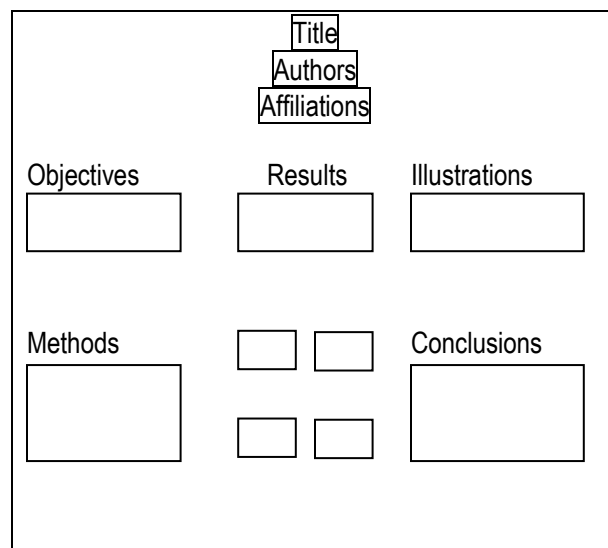 Title
Authors
Affiliations
Objectives
Results
Illustrations
Methods
Conclusions